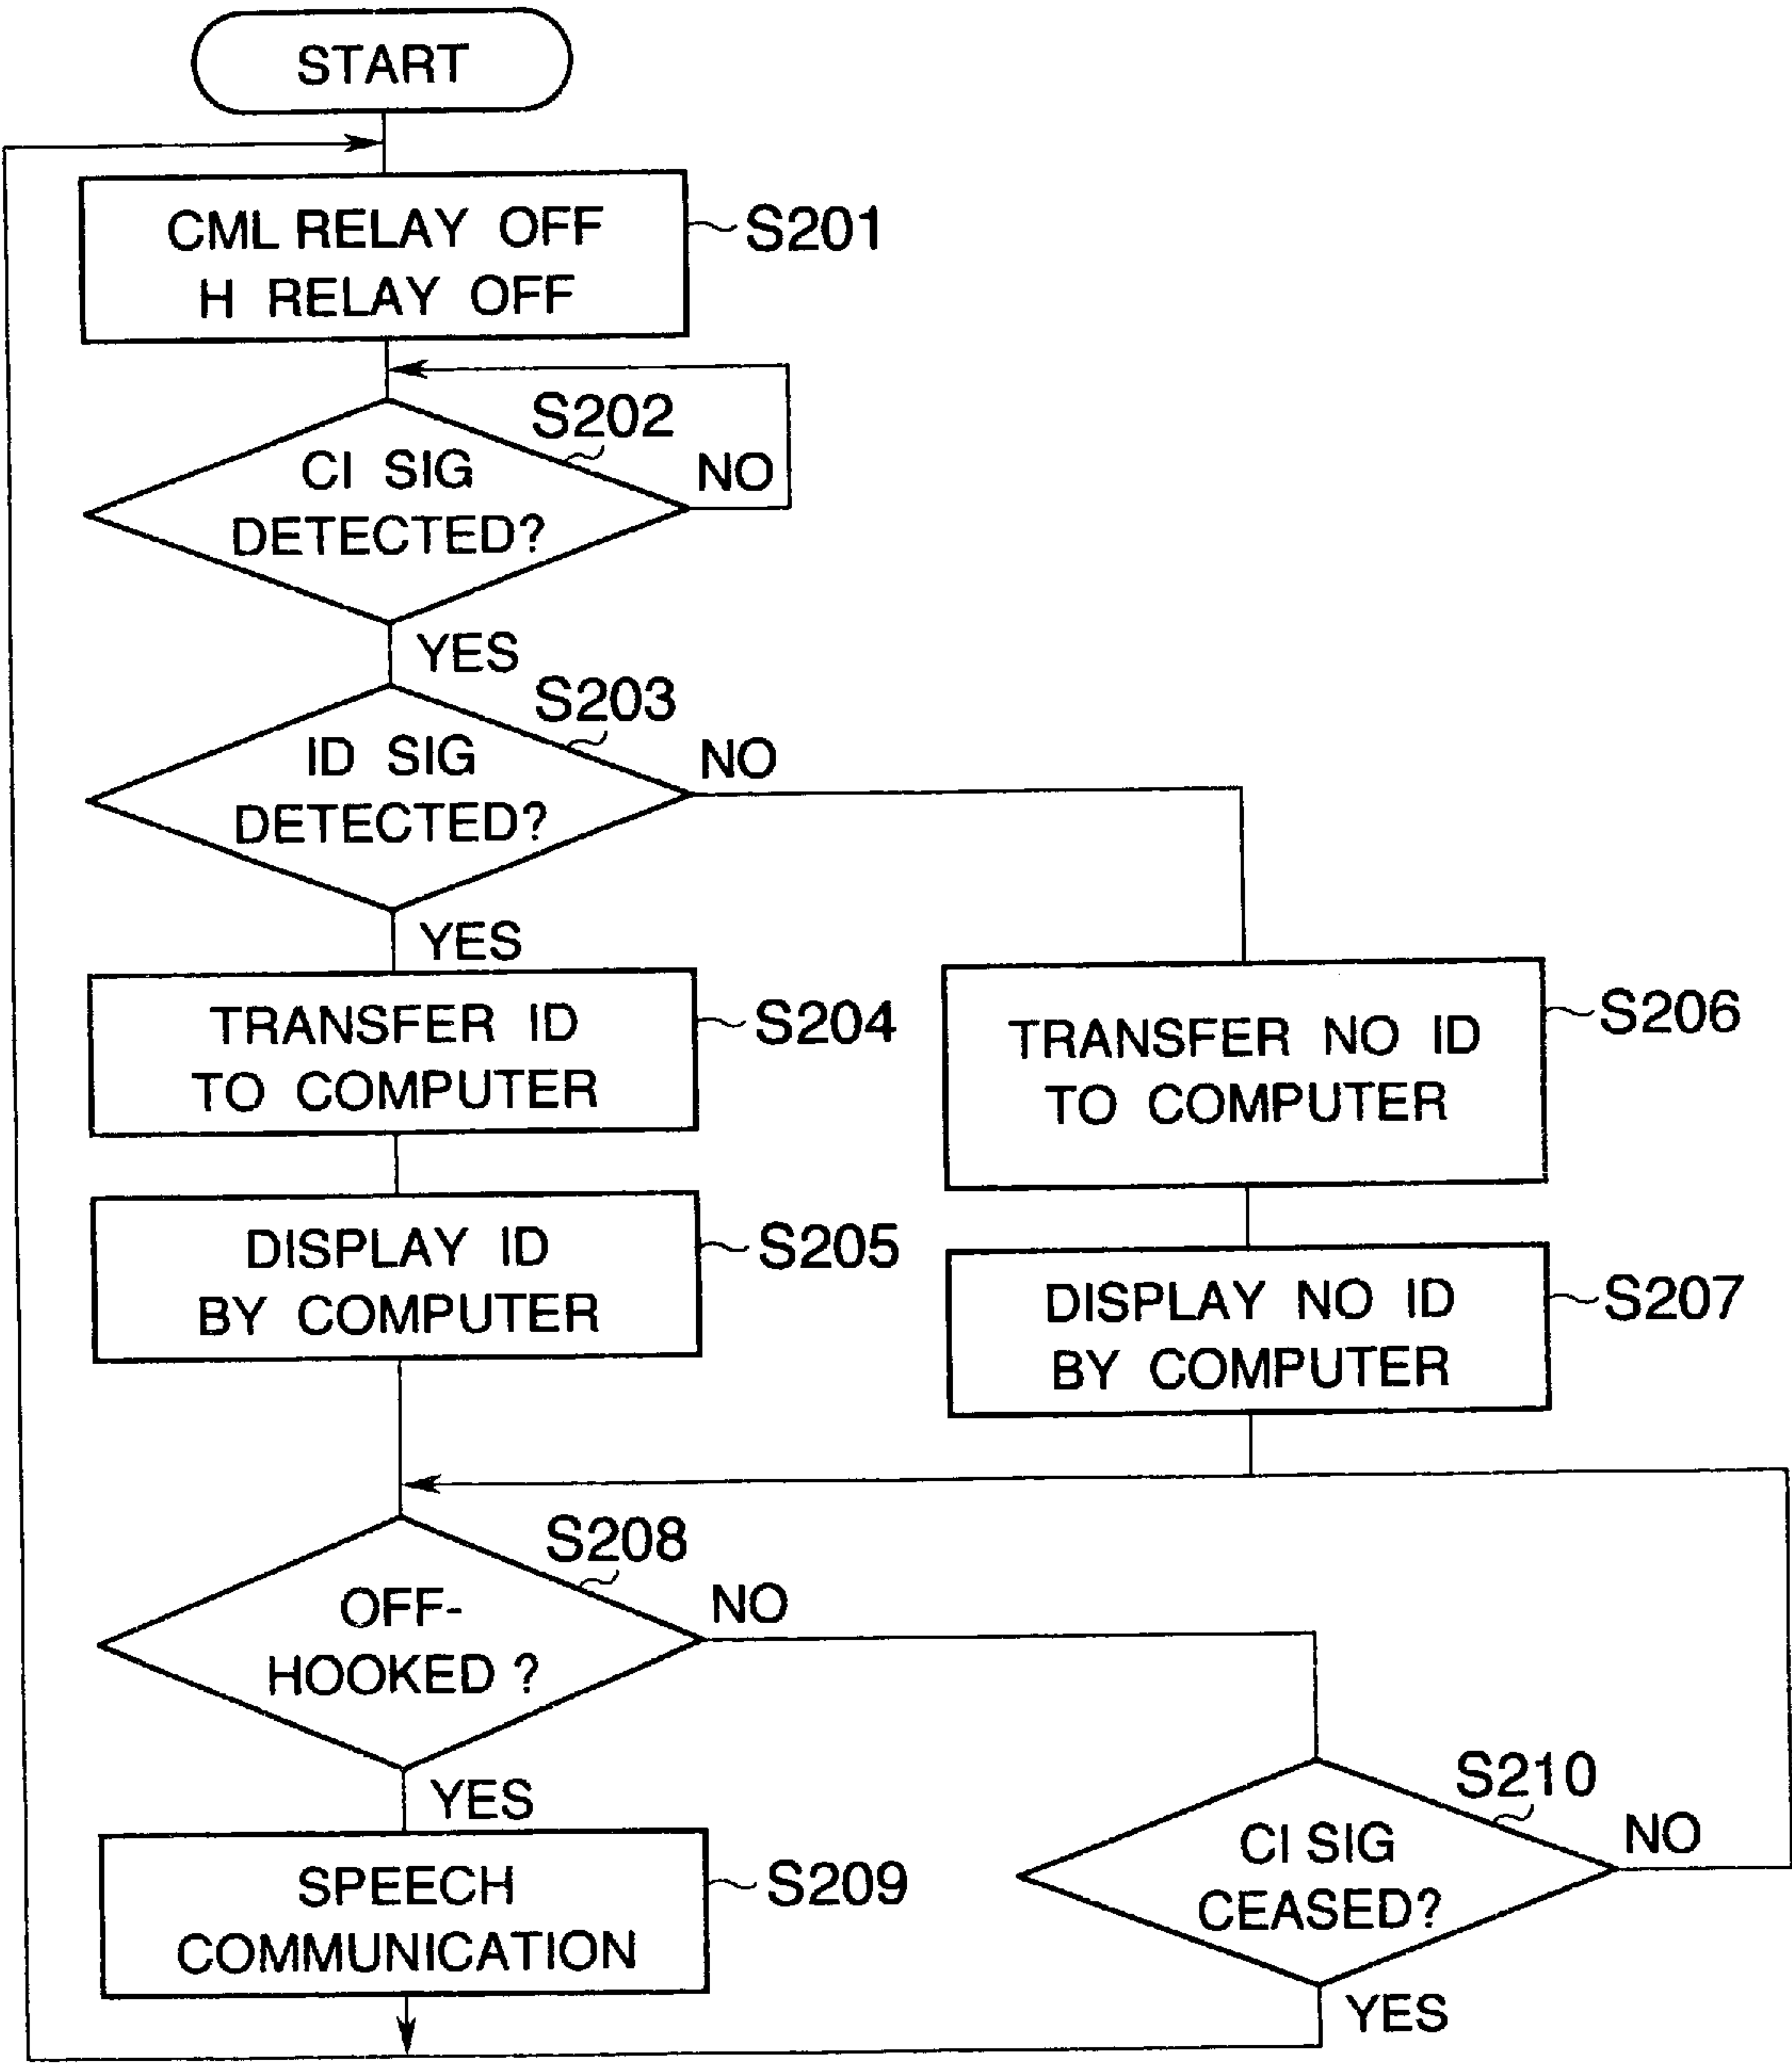 START
CML RELAY OFF
H RELAY OFF
S201
S202
CI SIG
DETECTED?
NO
YES
S203
ID SIG
DETECTED?
NO
YES
TRANSFER ID
TO COMPUTER
S204
TRANSFER NO ID
TO COMPUTER
S206
DISPLAY ID
BY COMPUTER
S205
DISPLAY NO ID
BY COMPUTER
S207
S208
OFF-
HOOKED ?
NO
YES
S210
CI SIG
CEASED?
NO
YES
SPEECH
COMMUNICATION
S209